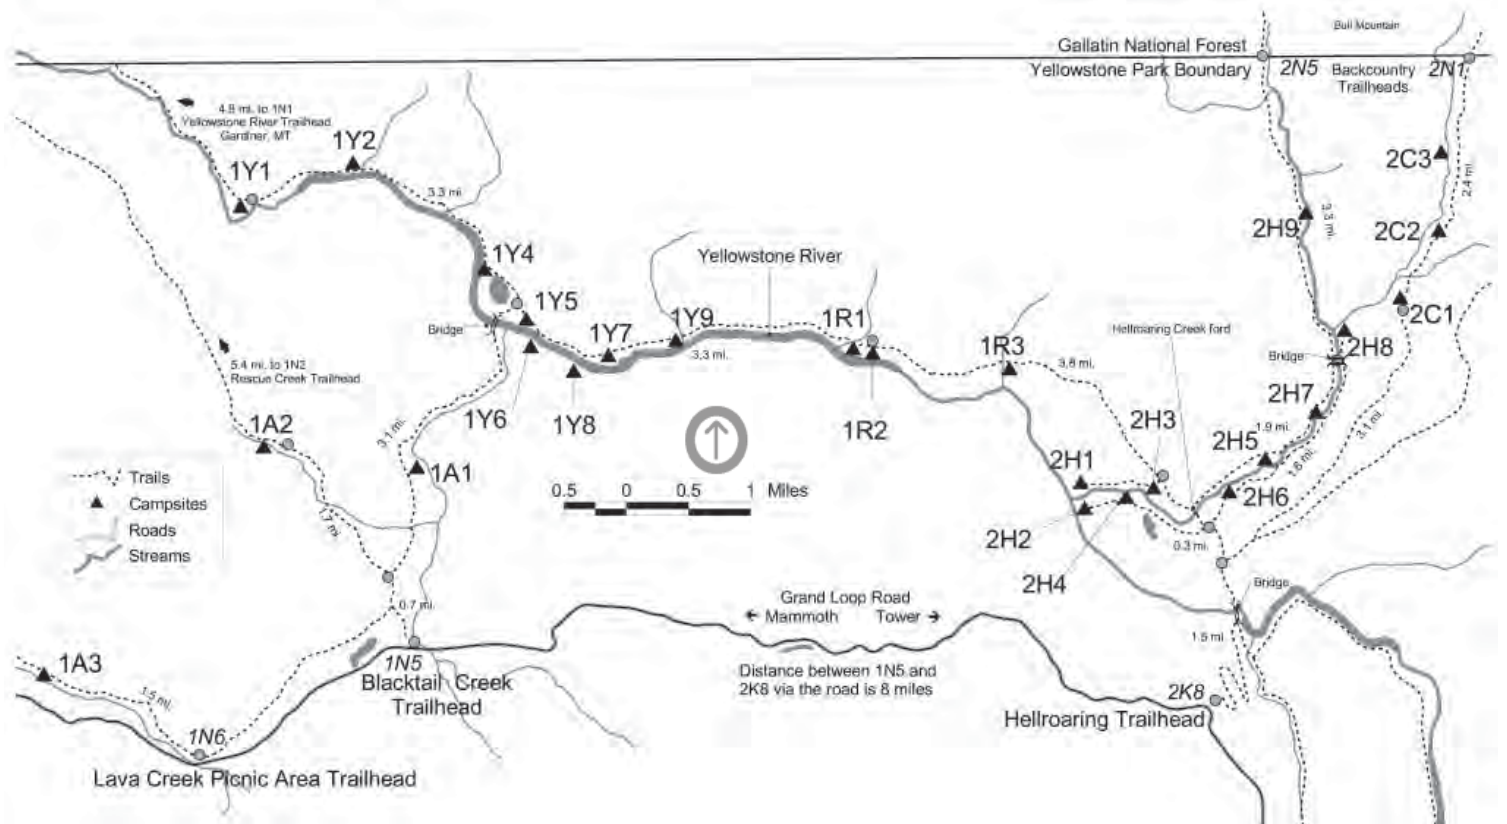 Bull Mountain
Gallatin National Forest
Yellowstone Park Boundary
2N5
Backcountry
Trailheads
2N1
4.8 mi. to 1N1
Yellowstone River Trailhead
Gardiner, MT
1Y2
1Y1
3.3 mi.
2C3
2.4 mi.
2H9
3.3 mi.
2C2
1Y4
Yellowstone River
1Y5
Bridge
1Y7
1Y9
3.3 mi.
1R1
1R3
3.8 mi.
Hellroaring Creek ford
2C1
Bridge
2H8
5.4 mi. to 1N2
Rescue Creek Trailhead
1A2
3.1 mi.
1Y6
1Y8
1R2
2H3
2H7
1.9 mi.
3.1 mi.
2H5
1.8 mi.
1A1
2H1
2H6
Trails
Campsites
Roads
Streams
0.5
0
0.5
1
Miles
2H2
0.3 mi.
2H4
Bridge
0.7 mi.
Grand Loop Road
Mammoth
Tower
1.5 mi.
1A3
1.5 mi.
1N5
Blacktail Creek
Trailhead
Distance between 1N5 and
2K8 via the road is 8 miles
2K8
Hellroaring Trailhead
1N6
Lava Creek Picnic Area Trailhead